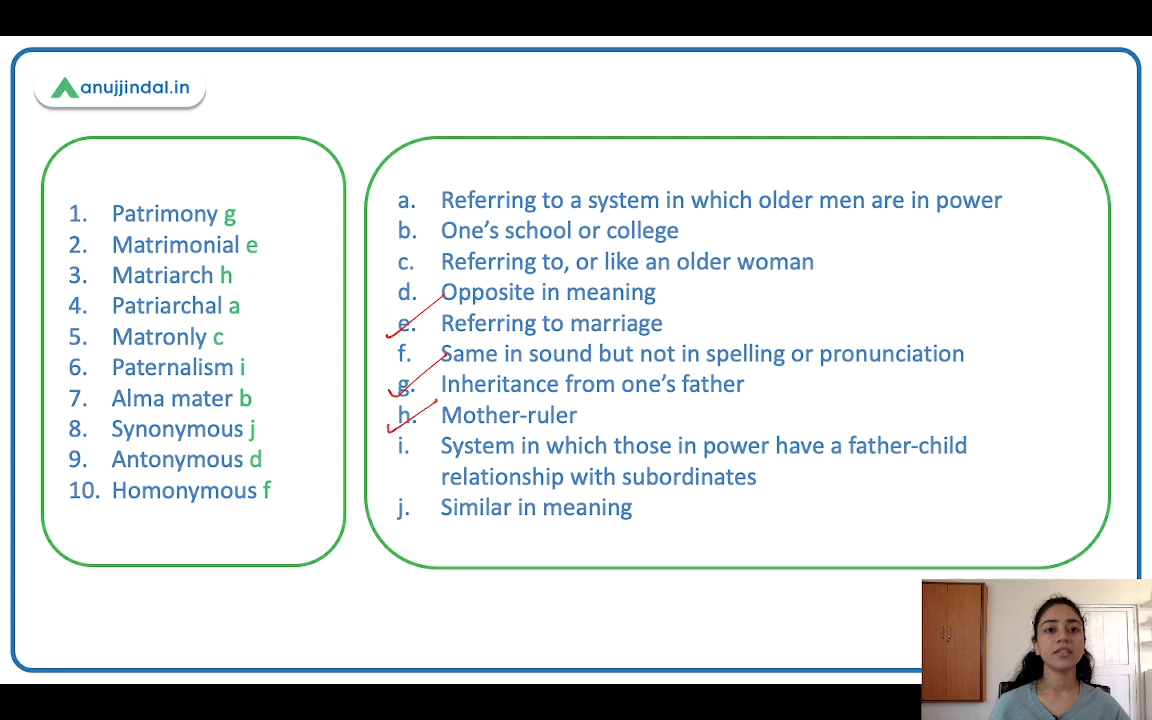 anujjindal.in
1. Patrimony g
2. Matrimonial e
3. Matriarch h
4. Patriarchal a
5. Matronly c
6. Paternalism i
7. Alma mater b
8. Synonymous j
9. Antonymous d
10. Homonymous f
a. Referring to a system in which older men are in power
b. One’s school or college
c. Referring to, or like an older woman
d. Opposite in meaning
e. Referring to marriage
f. Same in sound but not in spelling or pronunciation
g. Inheritance from one’s father
h. Mother-ruler
i. System in which those in power have a father-child
relationship with subordinates
j. Similar in meaning